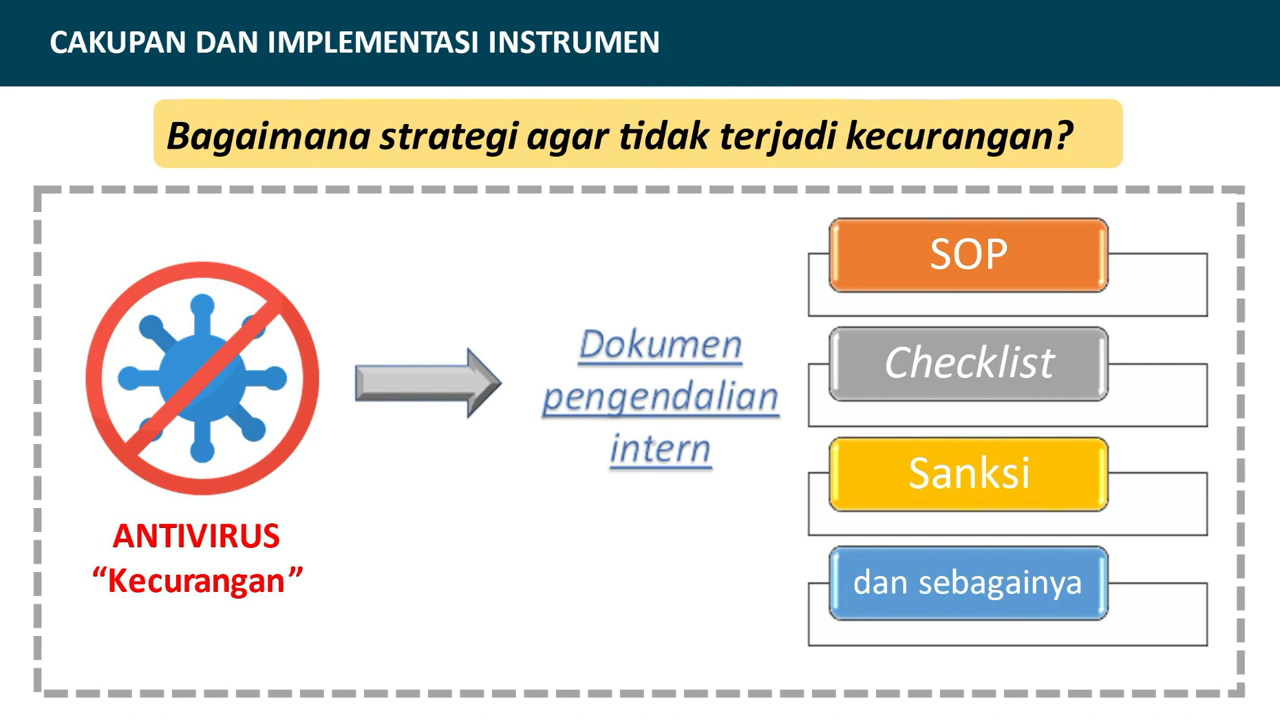 CAKUPAN DAN IMPLEMENTASI INSTRUMEN
Bagaimana strategi agar tidak terjadi kecurangan?
ANTIVIRUS
“Kecurangan”
Dokumen
pengendalian
intern
SOP
Checklist
Sanksi
dan sebagainya